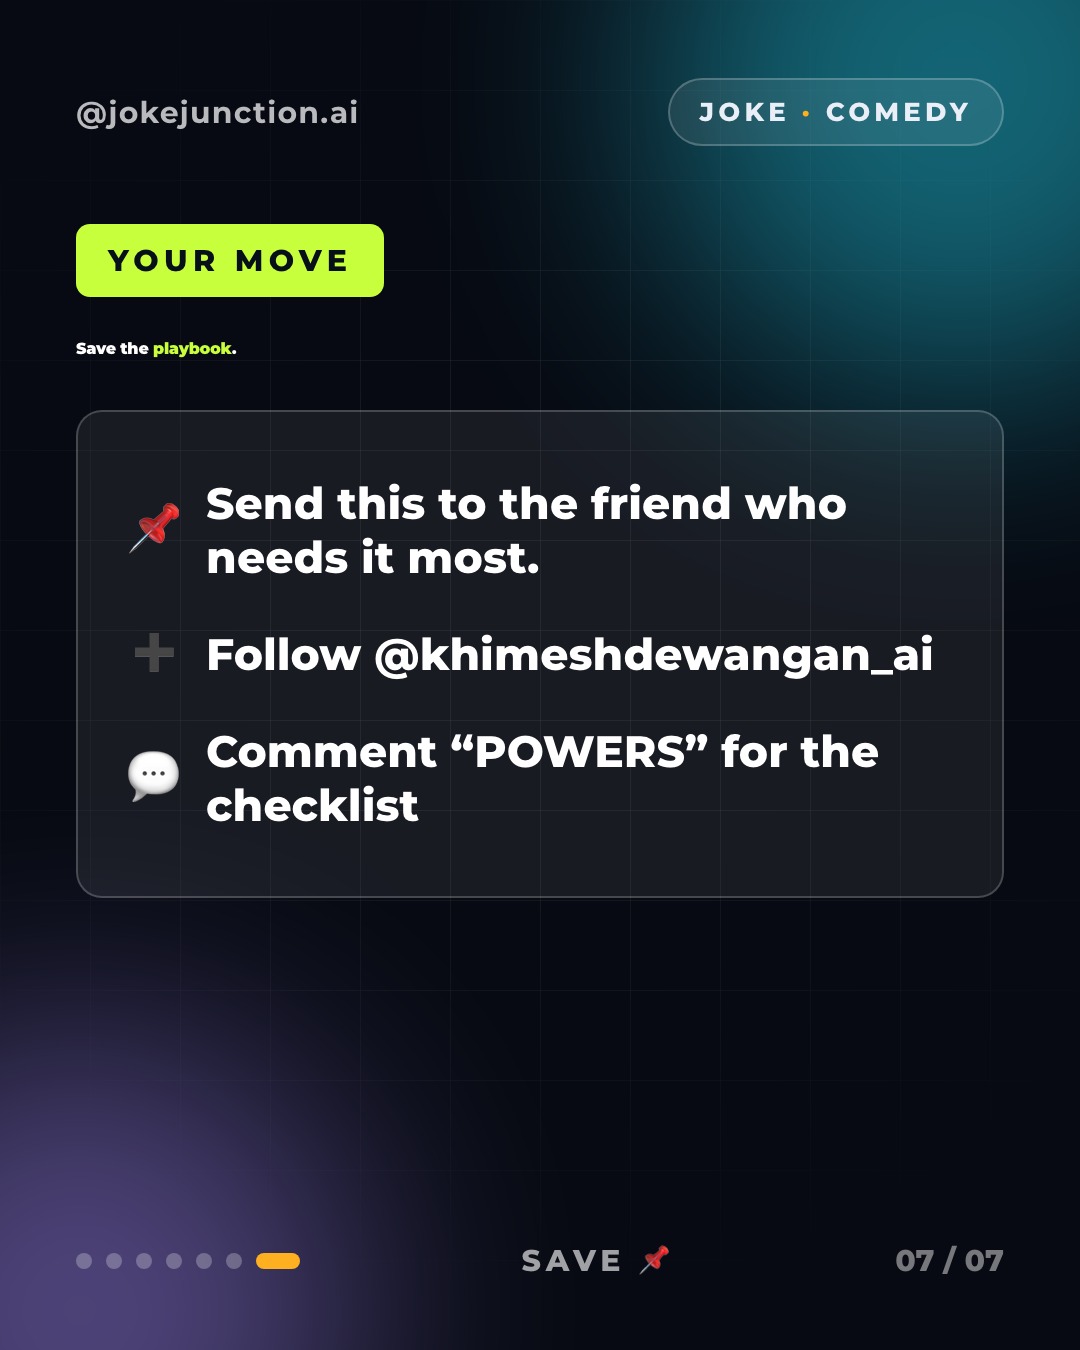 @jokejunction.ai
JOKE · COMEDY
YOUR MOVE
Save the playbook.
📌 Send this to the friend who
needs it most.
➕ Follow @khimeshdewangan_ai
💬 Comment “POWERS” for the
checklist
SAVE 📌
07 / 07